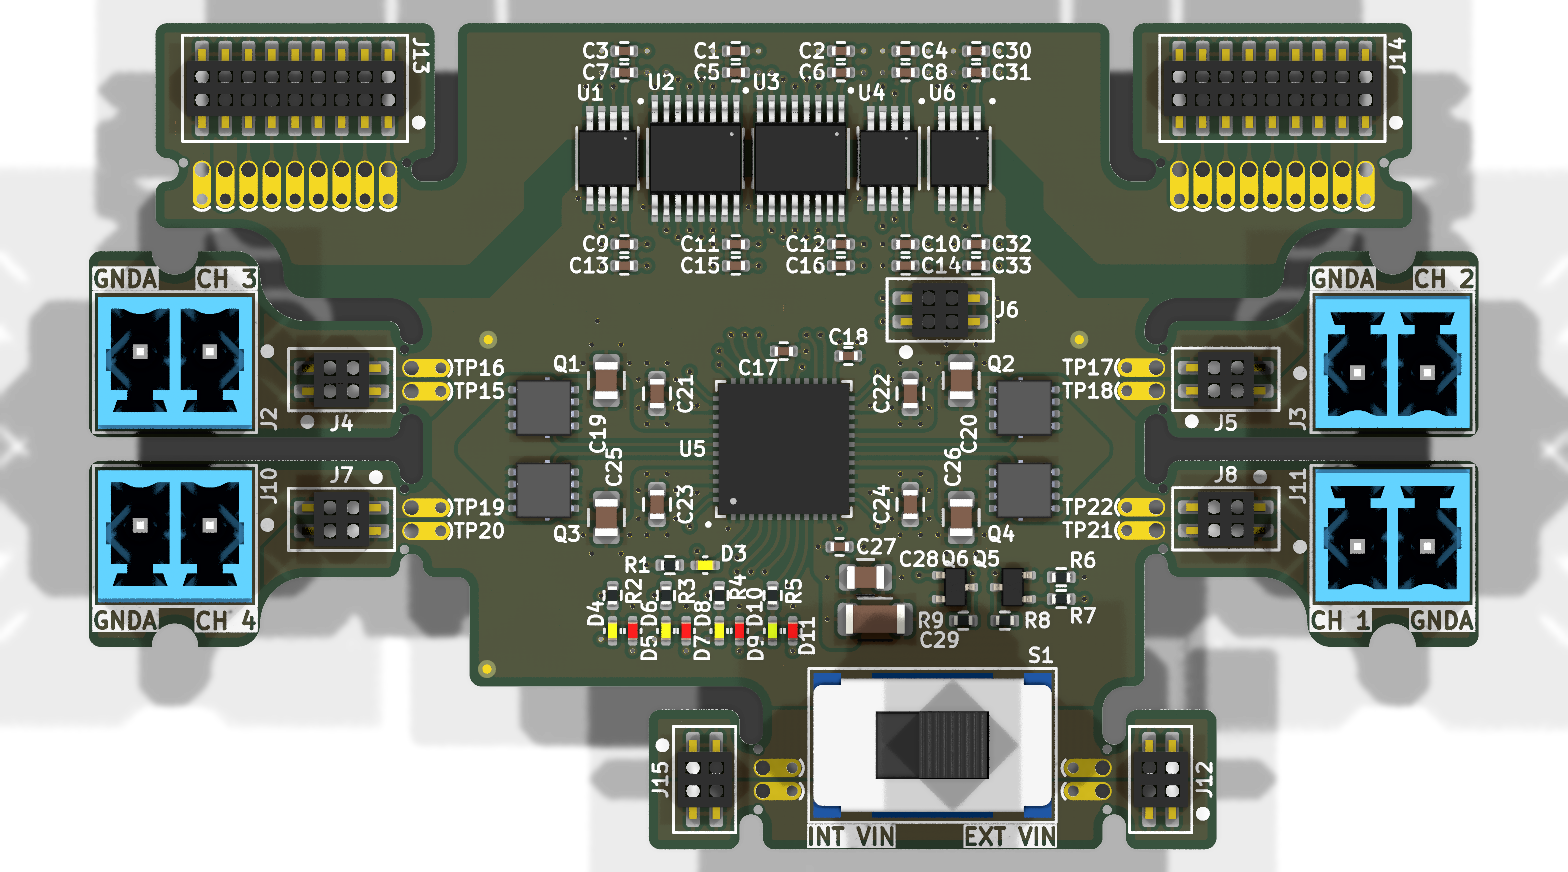 C3 C1 C2 C4 C30
C7 C5 C6 C8 C31
J13 J14
U1 U2 U3 U4 U6
C9 C11 C12 C10 C32
C13 C15 C16 C14 C33
GNDA CH 3
GNDA CH 2
J6
C17 C18
TP16 Q1 Q2 TP17
TP15 C21 C22 TP18
J2 J4 C19 C20 J5 J3
U5
J10 J7 C25 C26 J8 J11
TP19 C23 C24 TP22
TP20 Q3 Q4 TP21
R1 D3 C27 C28 Q6 Q5 R6
D4 R2 D6 R3 D8 R4 D10 R5 R7
GNDA CH 4
D5 D7 D9 D11
R9 R8
C29
CH 1 GNDA
S1
J15 J12
INT VIN EXT VIN